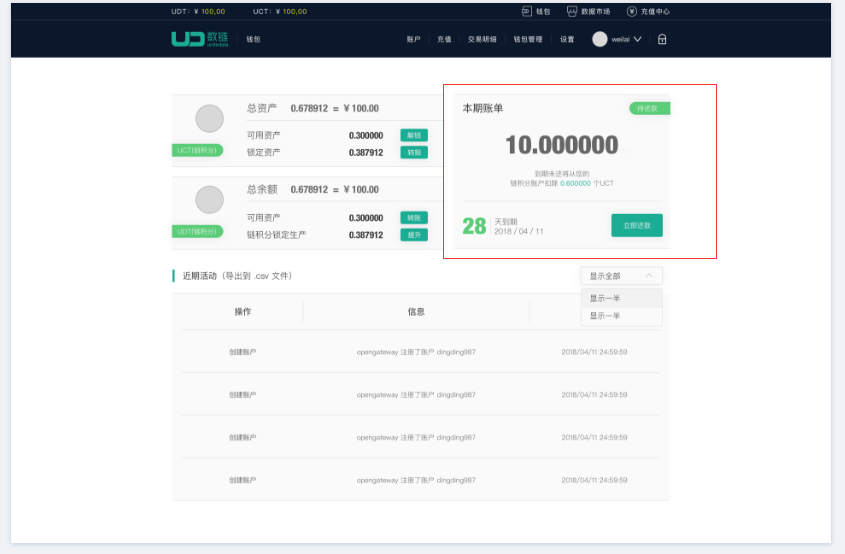 UDT: ¥ 100,00 UCT: ¥ 100,00 钱包 数据市场 充值中心
UD 数链 unitedata 钱包 账户 充值 交易明细 钱包管理 设置 weilai
总资产 0.678912 = ¥ 100.00
可用资产 0.300000 解锁
锁定资产 0.387912 转账
UCT(链积分)
总余额 0.678912 = ¥ 100.00
可用资产 0.300000 转账
链积分锁定生产 0.387912 提升
UDT(链积分)
本期账单 待还款
10.000000
到期未还将从您的
链积分账户扣除 0.600000 个UCT
28 天到期
2018 / 04 / 11
立即还款
近期活动（导出到 .csv 文件） 显示全部
显示一半
显示一半
操作 信息
创建账户 opengateway 注册了账户 dingding987 2018/04/11 24:59:59
创建账户 opengateway 注册了账户 dingding987 2018/04/11 24:59:59
创建账户 opengateway 注册了账户 dingding987 2018/04/11 24:59:59
创建账户 opengateway 注册了账户 dingding987 2018/04/11 24:59:59